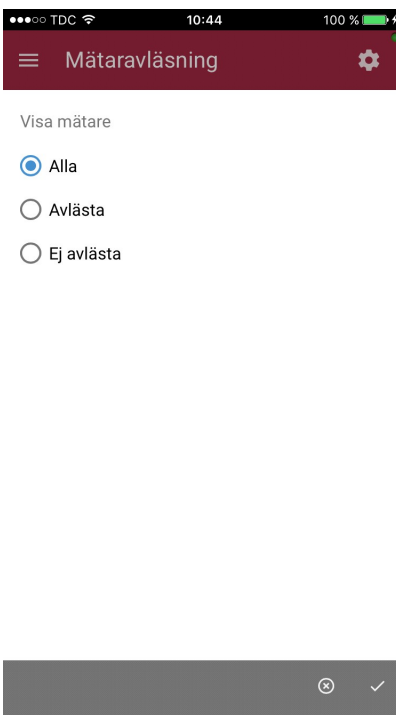 TDC 10:44 100 %
Mätaravläsning
Visa mätare
Alla
Avlästa
Ej avlästa